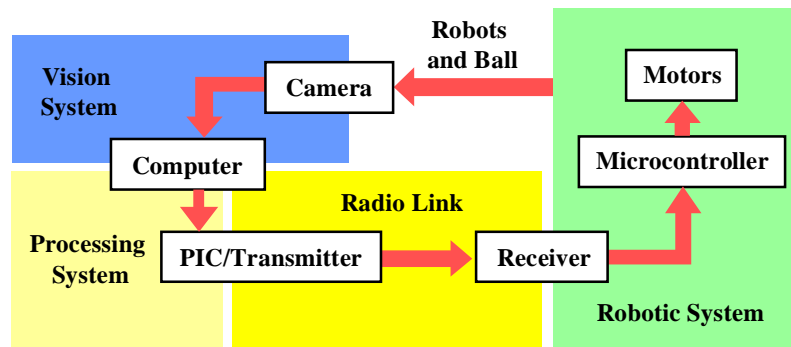 Robots
and Ball
Vision
System
Camera
Motors
Computer
Microcontroller
Radio Link
Processing
System
PIC/Transmitter
Receiver
Robotic System